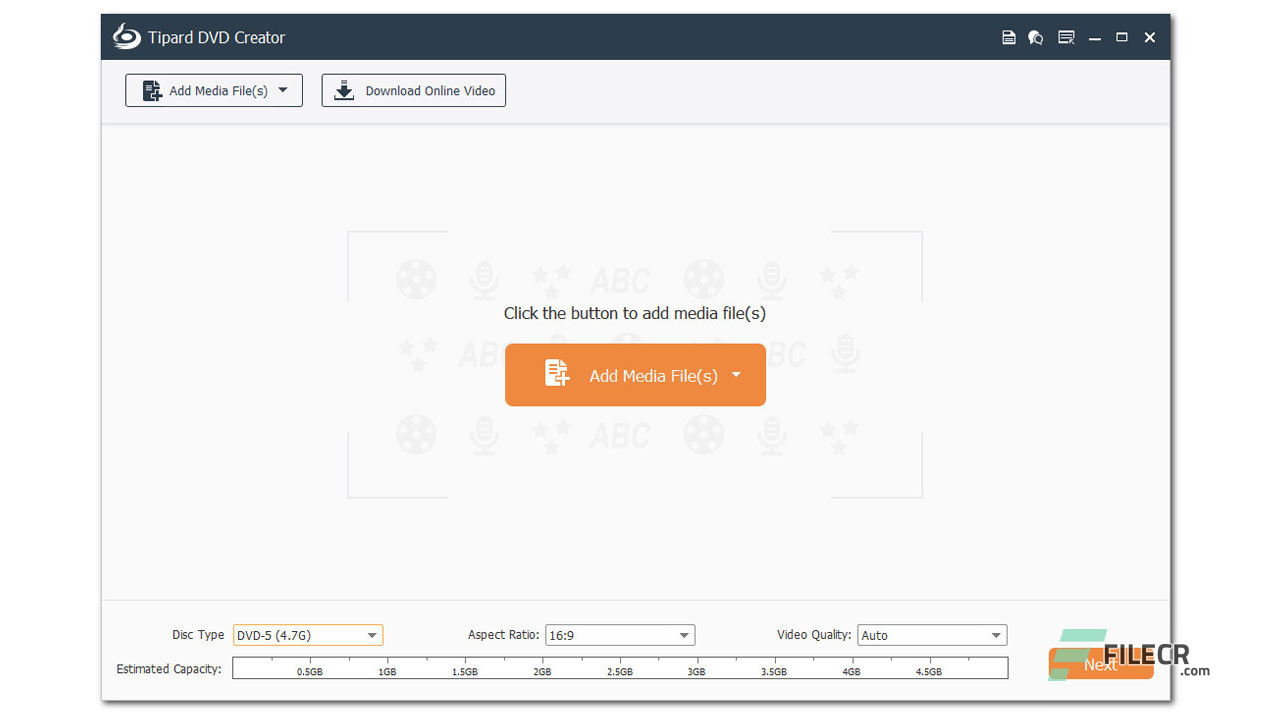 Tipard DVD Creator
Add Media File(s)
Download Online Video
ABC
Click the button to add media file(s)
ABC
BC
Add Media File(s)
ABC
Disc Type
DVD-5 (4.7G)
Aspect Ratio:
16:9
Video Quality:
Auto
Estimated Capacity:
0.5GB 1GB 1.5GB 2GB 2.5GB 3GB 3.5GB 4GB 4.5GB
Next
FILECR
.com